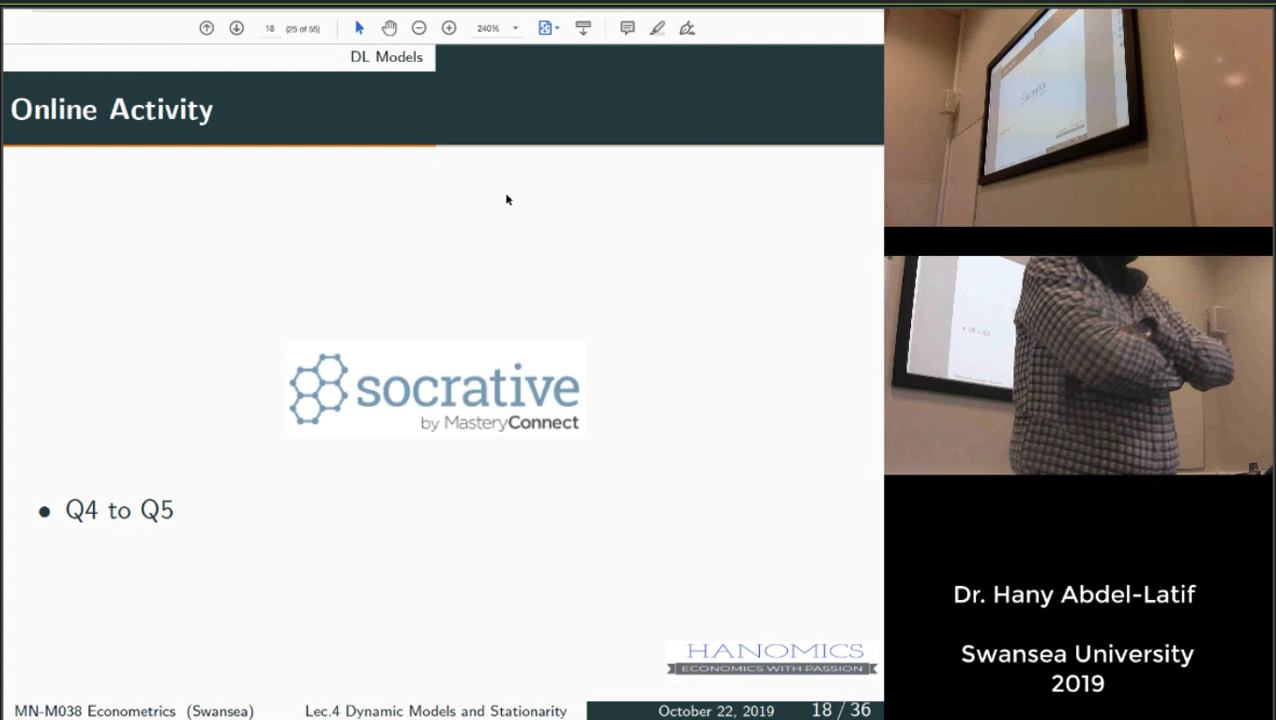 18 (25 of 55) 240%
DL Models
Online Activity
socrative
by MasteryConnect
• Q4 to Q5
HANOMICS
ECONOMICS WITH PASSION
MN-M038 Econometrics (Swansea) Lec.4 Dynamic Models and Stationarity October 22, 2019 18 / 36
Dr. Hany Abdel-Latif
Swansea University
2019